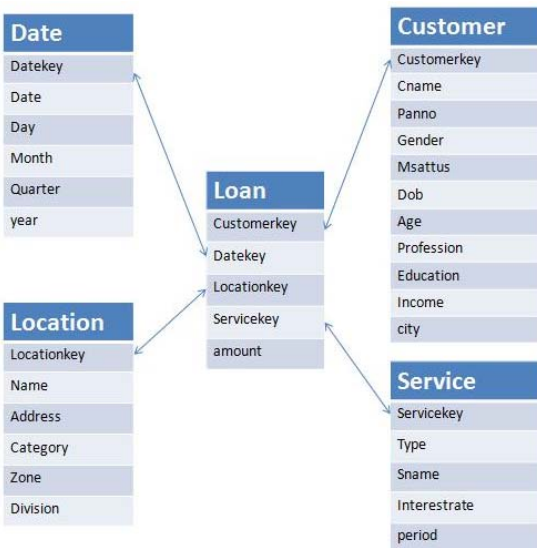 Date
Datekey
Date
Day
Month
Quarter
year
Location
Locationkey
Name
Address
Category
Zone
Division
Loan
Customerkey
Datekey
Locationkey
Servicekey
amount
Customer
Customerkey
Cname
Panno
Gender
Msattus
Dob
Age
Profession
Education
Income
city
Service
Servicekey
Type
Sname
Interestrate
period